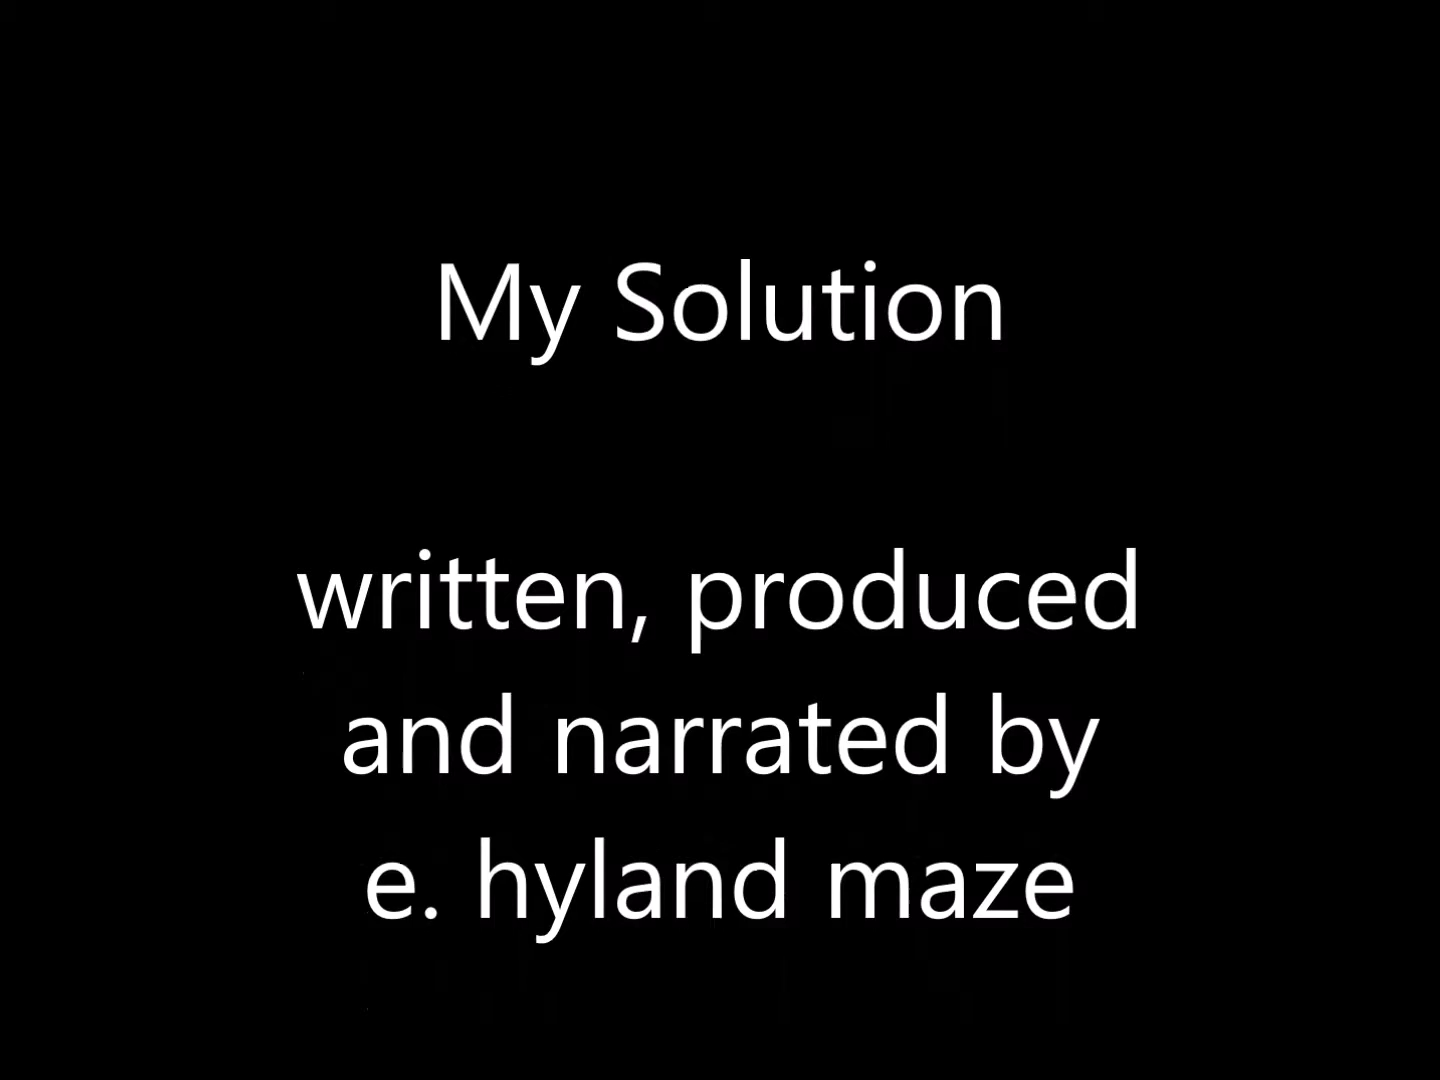 My Solution
written, produced
and narrated by
e. hyland maze